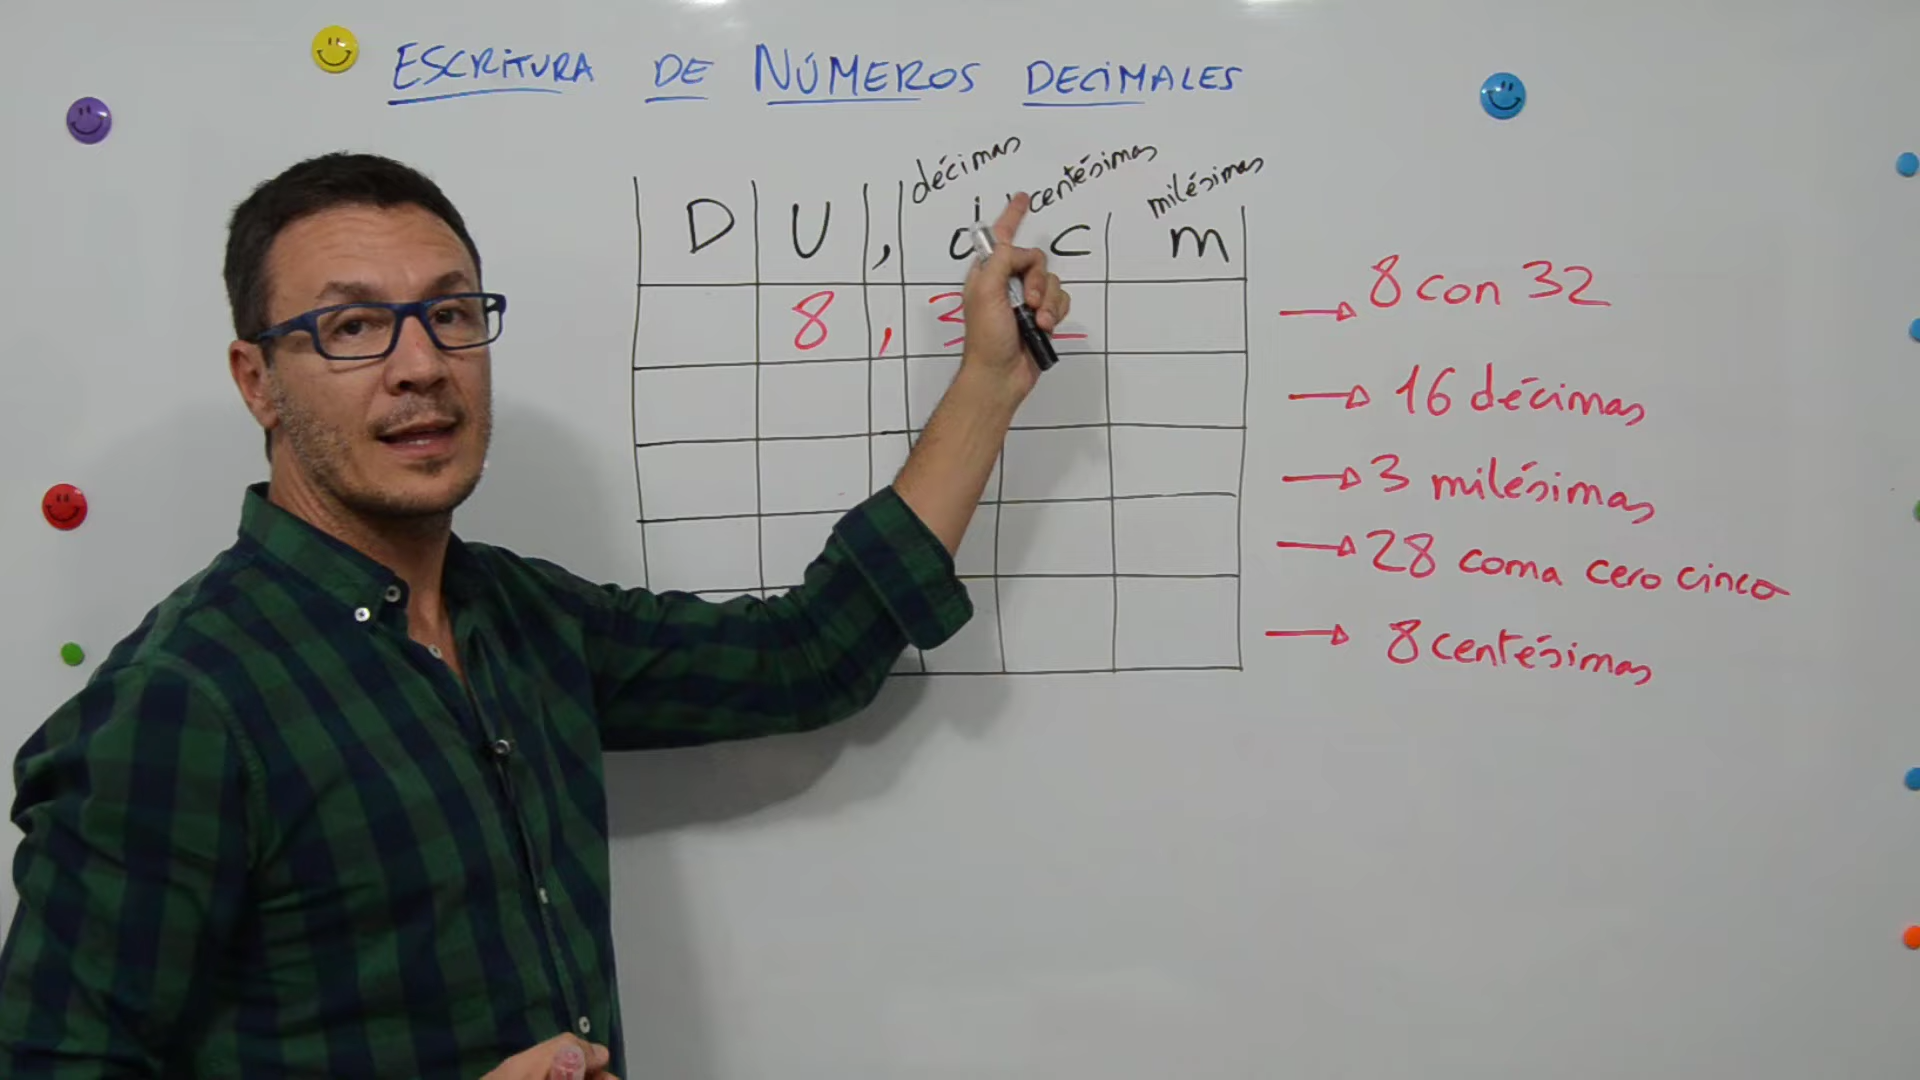 ESCRITURA DE NÚMEROS DECIMALES
décimas centésimas milésimas
D U , d c m
8 , 3
8 con 32
16 décimas
3 milésimas
28 coma cero cinco
8 centésimas